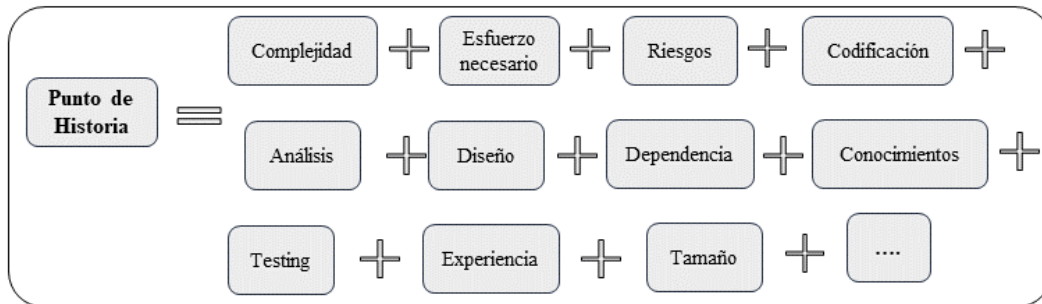 Punto de
Historia
Complejidad
Esfuerzo
necesario
Riesgos
Codificación
Análisis
Diseño
Dependencia
Conocimientos
Testing
Experiencia
Tamaño
....